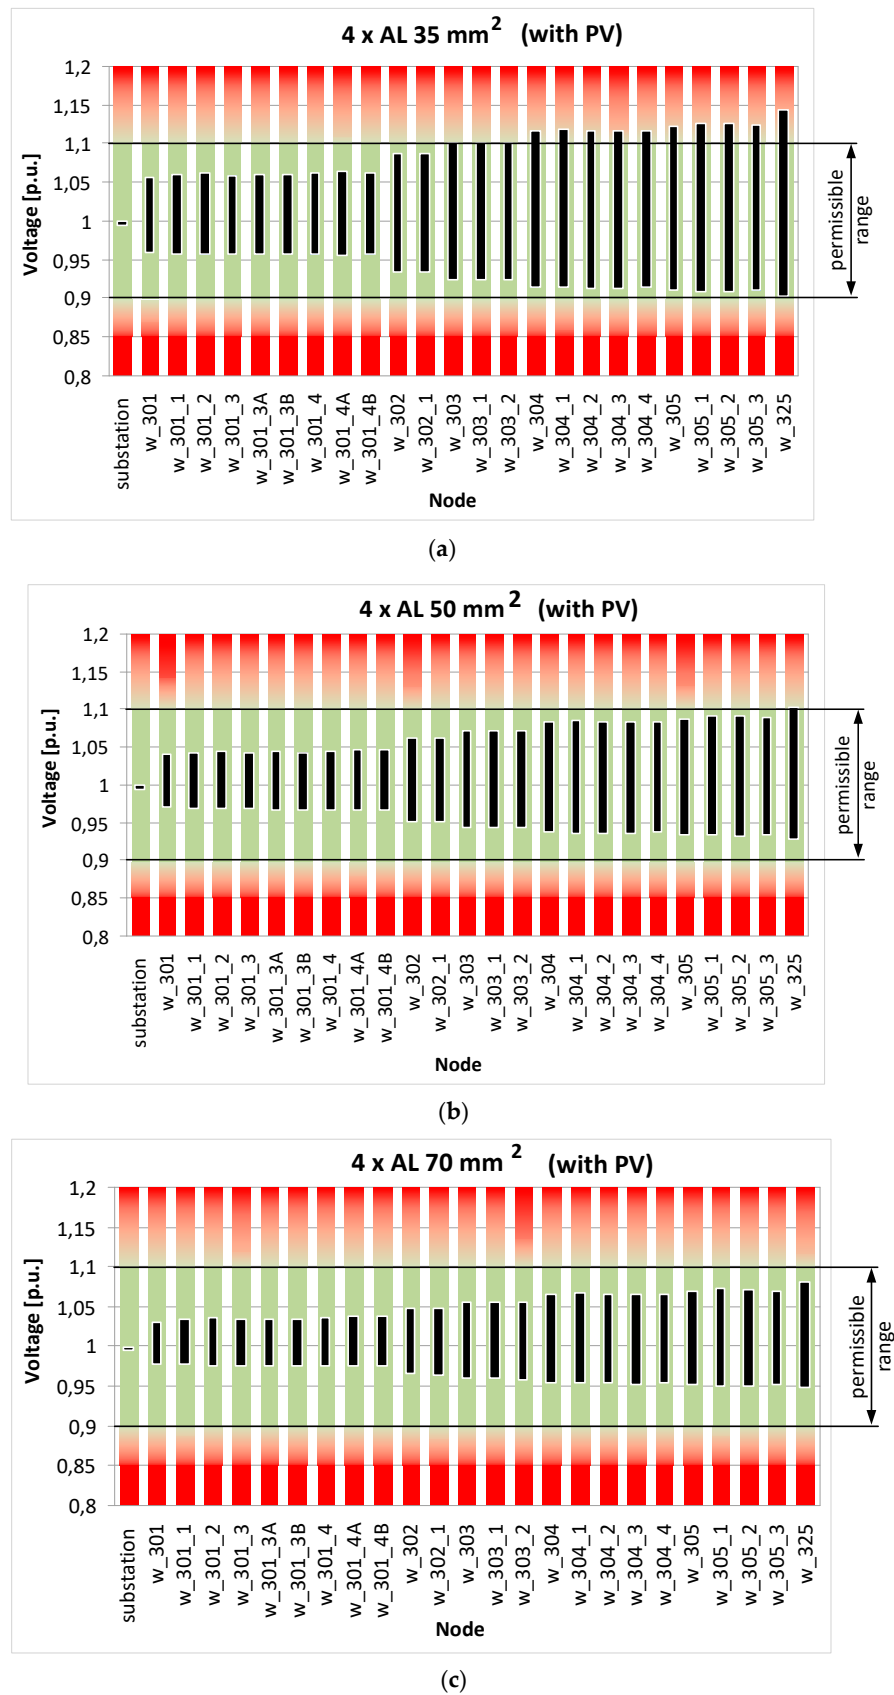 4 x AL 35 mm² (with PV)
Voltage [p.u.]
1,2
1,15
1,1
1,05
1
0,95
0,9
0,85
0,8
permissible
range
substation
w_301
w_301_1
w_301_2
w_301_3
w_301_3A
w_301_3B
w_301_4
w_301_4A
w_301_4B
w_302
w_302_1
w_303
w_303_1
w_303_2
w_304
w_304_1
w_304_2
w_304_3
w_304_4
w_305
w_305_1
w_305_2
w_305_3
w_325
Node
(a)
4 x AL 50 mm² (with PV)
Voltage [p.u.]
1,2
1,15
1,1
1,05
1
0,95
0,9
0,85
0,8
permissible
range
substation
w_301
w_301_1
w_301_2
w_301_3
w_301_3A
w_301_3B
w_301_4
w_301_4A
w_301_4B
w_302
w_302_1
w_303
w_303_1
w_303_2
w_304
w_304_1
w_304_2
w_304_3
w_304_4
w_305
w_305_1
w_305_2
w_305_3
w_325
Node
(b)
4 x AL 70 mm² (with PV)
Voltage [p.u.]
1,2
1,15
1,1
1,05
1
0,95
0,9
0,85
0,8
permissible
range
substation
w_301
w_301_1
w_301_2
w_301_3
w_301_3A
w_301_3B
w_301_4
w_301_4A
w_301_4B
w_302
w_302_1
w_303
w_303_1
w_303_2
w_304
w_304_1
w_304_2
w_304_3
w_304_4
w_305
w_305_1
w_305_2
w_305_3
w_325
Node
(c)